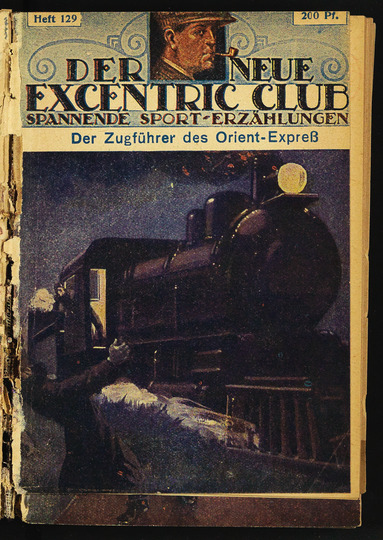 Heft 129
200 Pf.
DER NEUE
EXCENTRIC CLUB
SPANNENDE SPORT-ERZÄHLUNGEN
Der Zugführer des Orient-Expreß